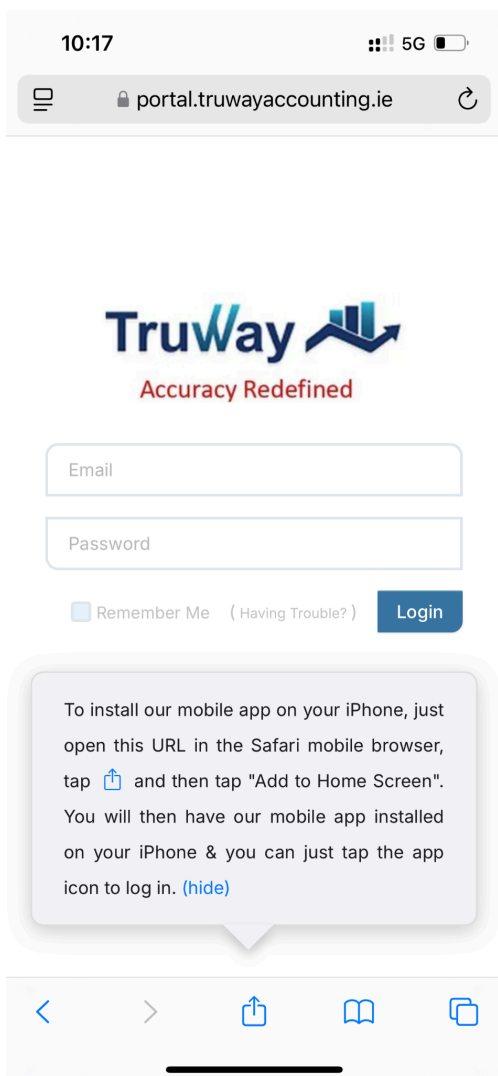 10:17 5G
portal.truwayaccounting.ie
TruWay
Accuracy Redefined
Email
Password
Remember Me ( Having Trouble? ) Login
To install our mobile app on your iPhone, just
open this URL in the Safari mobile browser,
tap and then tap "Add to Home Screen".
You will then have our mobile app installed
on your iPhone & you can just tap the app
icon to log in. (hide)